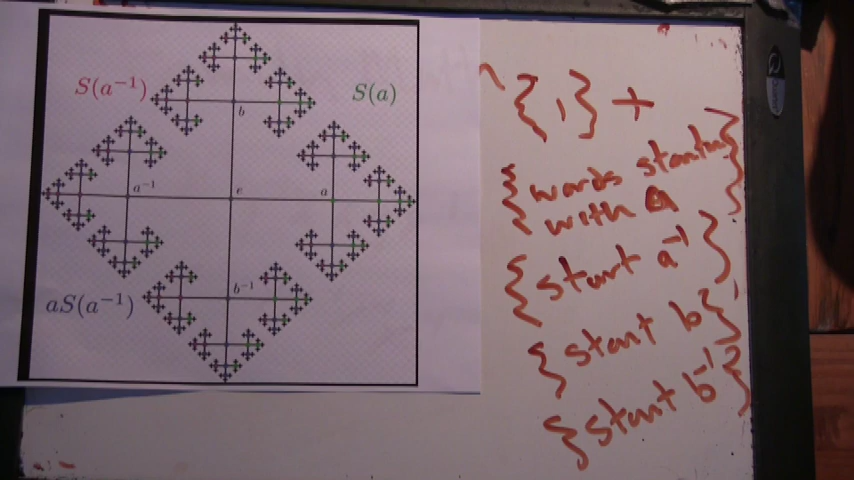 S(a⁻¹)
S(a)
b
a⁻¹
e
a
b⁻¹
aS(a⁻¹)
{1} +
{words starting
with a}
{start a⁻¹}
{start b}
{start b⁻¹}